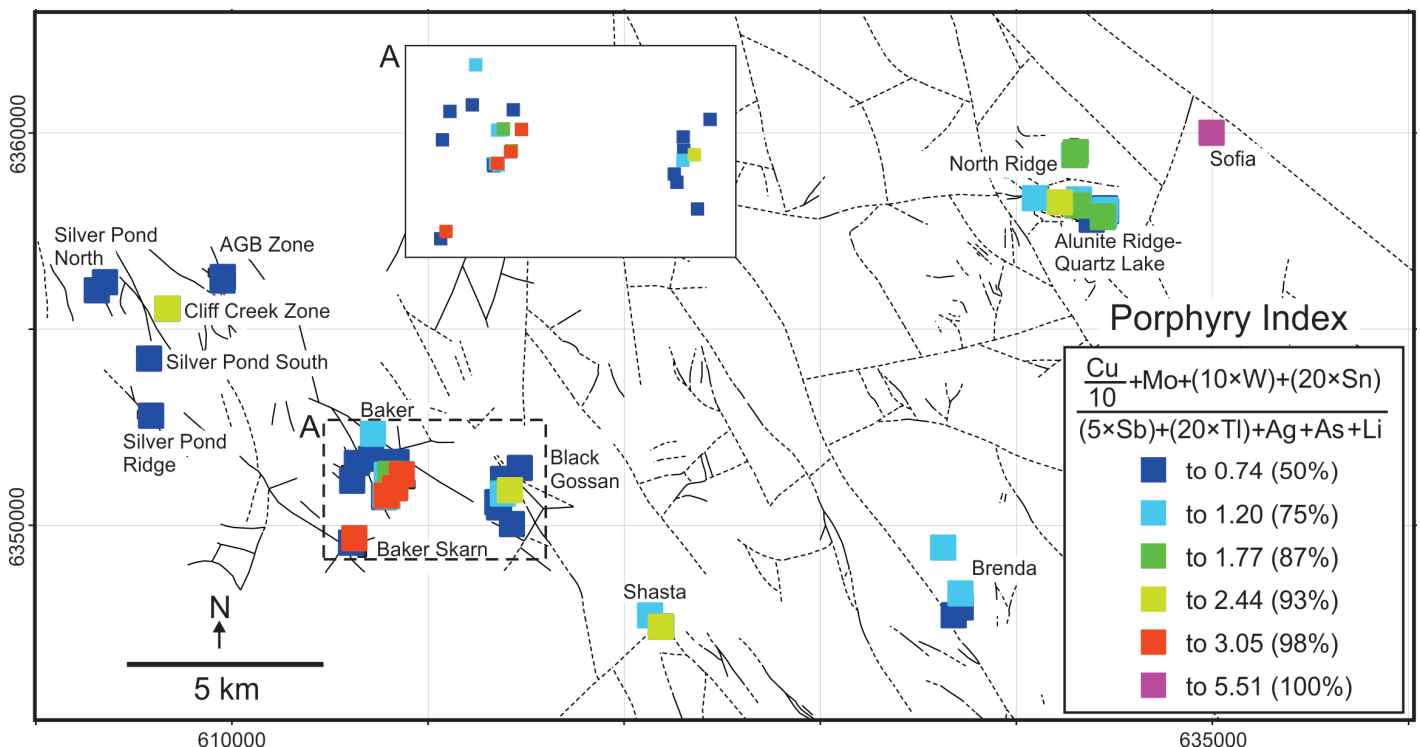 A
6360000
North Ridge
Sofia
Silver Pond
North
AGB Zone
Alunite Ridge-
Quartz Lake
Cliff Creek Zone
Silver Pond South
Porphyry Index
Cu
10
+Mo+(10×W)+(20×Sn)
(5×Sb)+(20×Tl)+Ag+As+Li
to 0.74 (50%)
to 1.20 (75%)
to 1.77 (87%)
to 2.44 (93%)
to 3.05 (98%)
to 5.51 (100%)
Baker
A
Silver Pond
Ridge
Black
Gossan
6350000
Baker Skarn
Brenda
Shasta
N
5 km
610000
635000